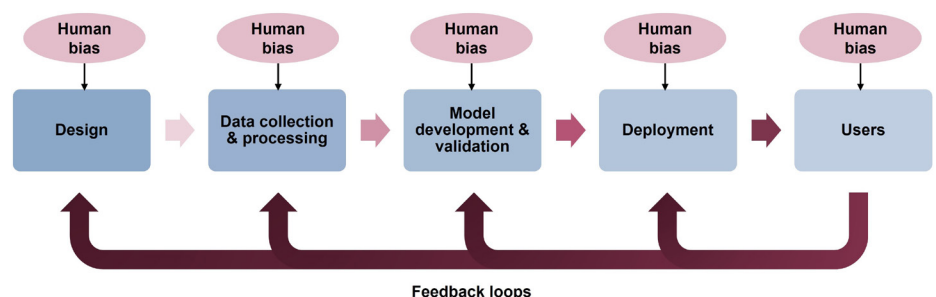 Human
bias
Human
bias
Human
bias
Human
bias
Human
bias
Design
Data collection
& processing
Model
development &
validation
Deployment
Users
Feedback loops